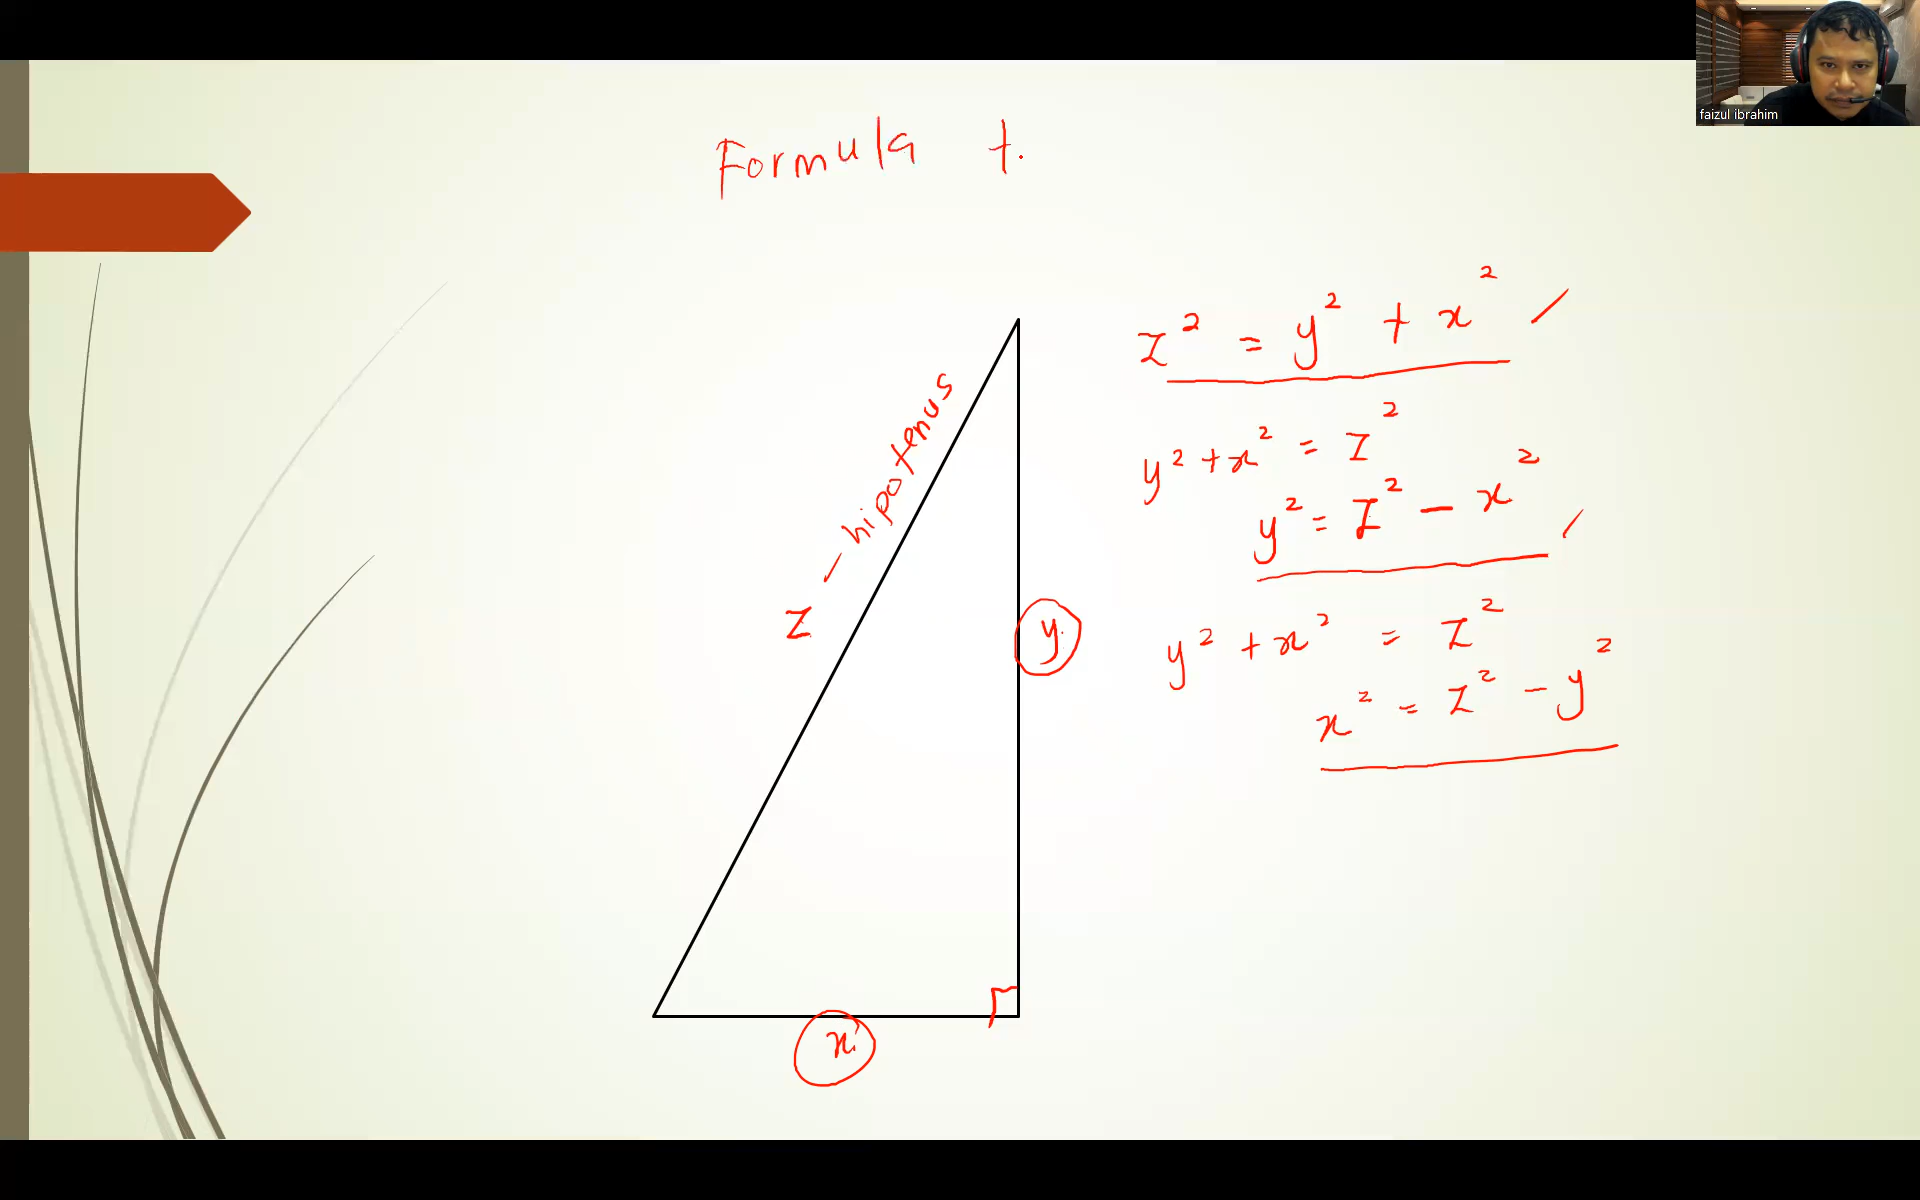 faizul ibrahim
Formula t.
z² = y² + x²
y² + x² = z²
y² = z² − x²
y² + x² = z²
x² = z² − y²
z – hipotenus
y
x